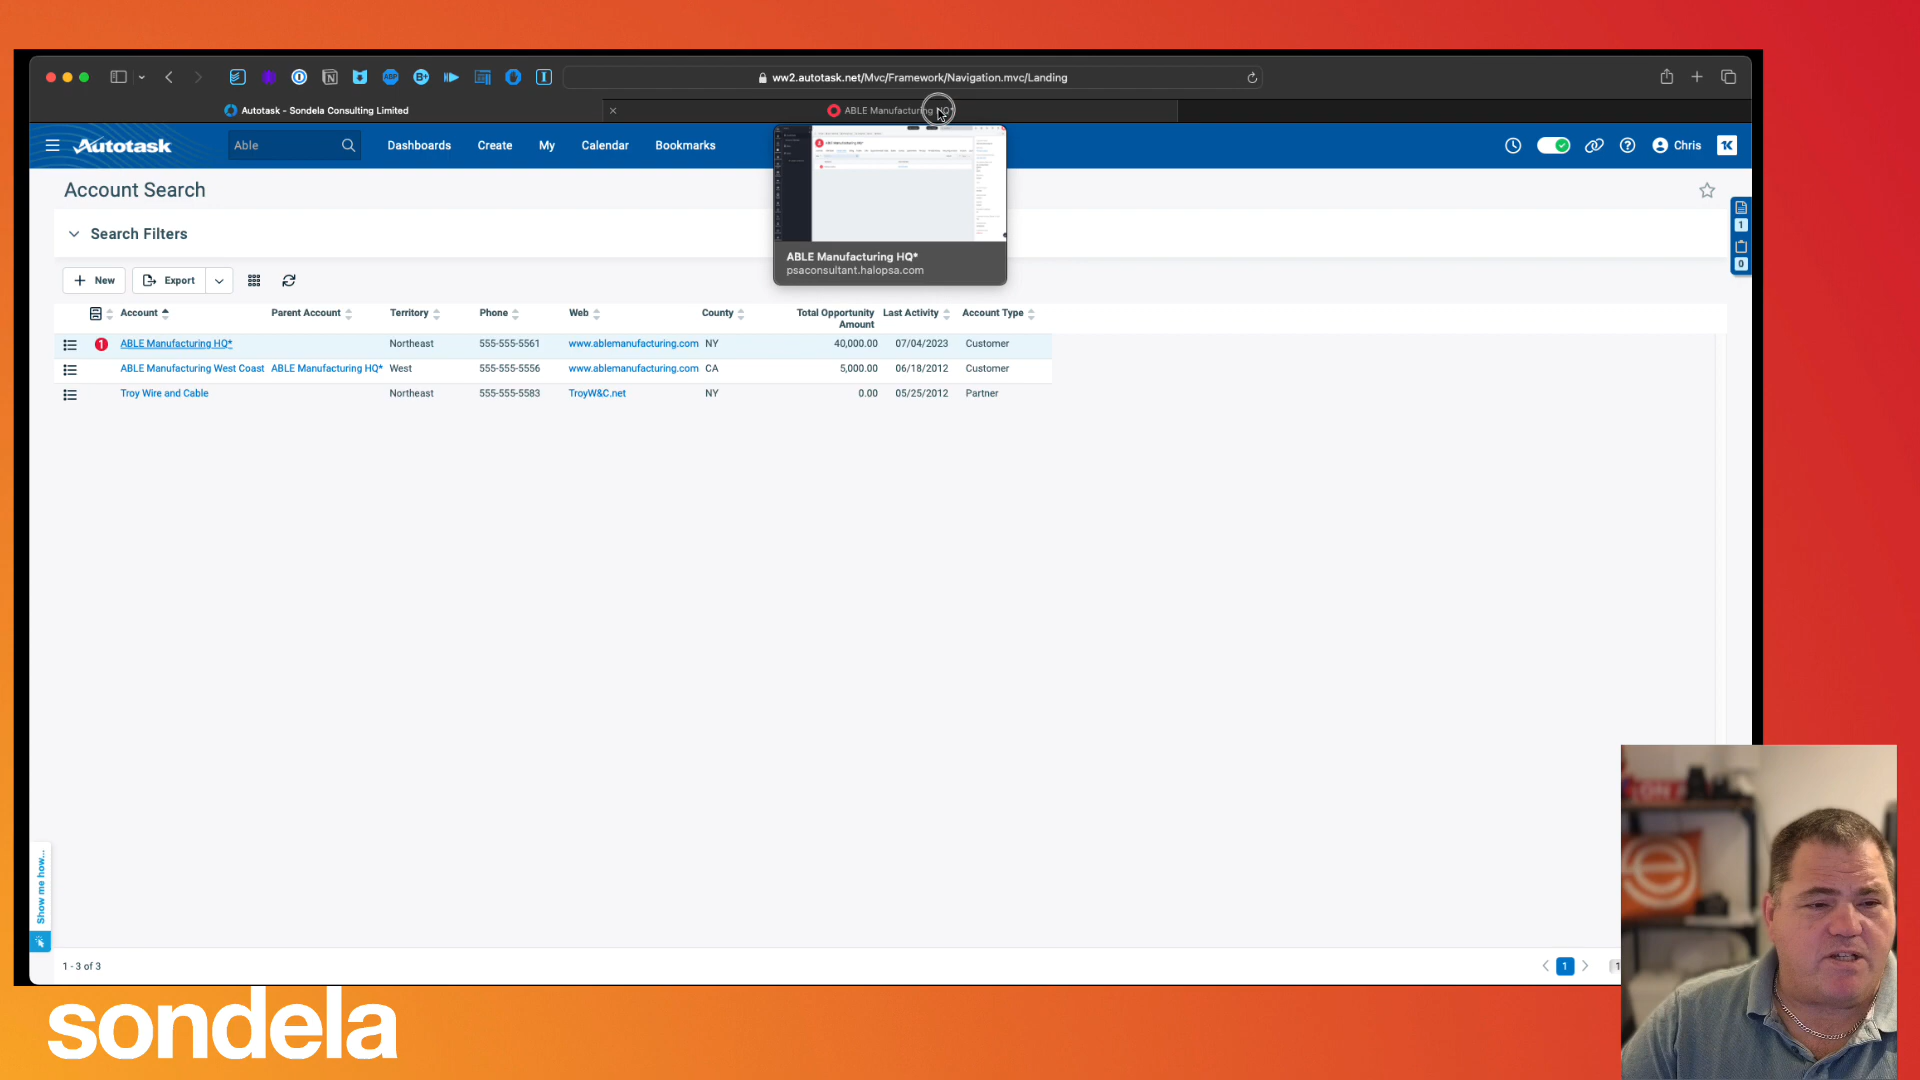 ww2.autotask.net/Mvc/Framework/Navigation.mvc/Landing
Autotask - Sondela Consulting Limited
ABLE Manufacturing HQ*
Autotask
Able
Dashboards
Create
My
Calendar
Bookmarks
Chris
ABLE Manufacturing HQ*
psaconsultant.halopsa.com
Account Search
Search Filters
New
Export
1
0
Account
Parent Account
Territory
Phone
Web
County
Total Opportunity
Amount
Last Activity
Account Type
1 ABLE Manufacturing HQ* Northeast 555-555-5561 www.ablemanufacturing.com NY 40,000.00 07/04/2023 Customer
ABLE Manufacturing West Coast ABLE Manufacturing HQ* West 555-555-5556 www.ablemanufacturing.com CA 5,000.00 06/18/2012 Customer
Troy Wire and Cable Northeast 555-555-5583 TroyW&C.net NY 0.00 05/25/2012 Partner
Show me how...
1 - 3 of 3
1
sondela